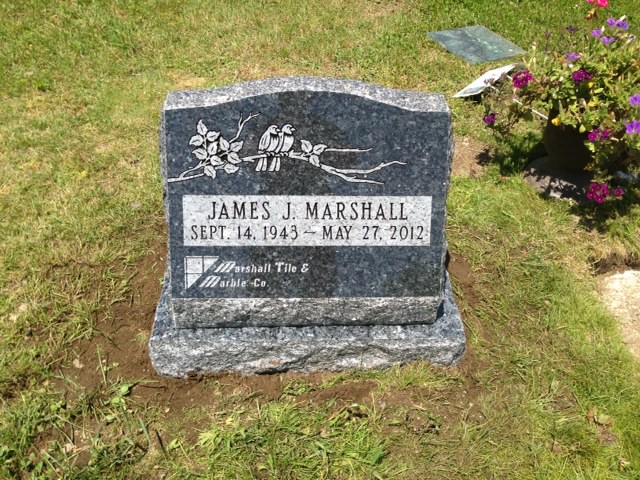 JAMES J. MARSHALL
SEPT. 14, 1943 – MAY 27, 2012
Marshall Tile &
Marble Co.